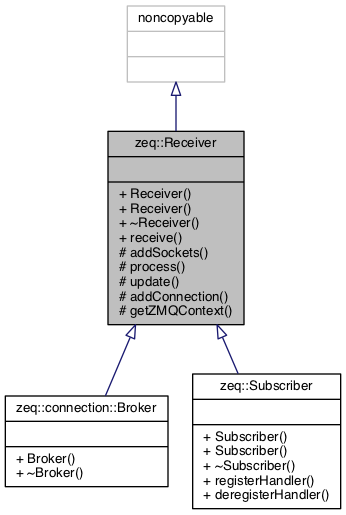 noncopyable
zeq::Receiver
+ Receiver()
+ Receiver()
+ ~Receiver()
+ receive()
# addSockets()
# process()
# update()
# addConnection()
# getZMQContext()
zeq::connection::Broker
+ Broker()
+ ~Broker()
zeq::Subscriber
+ Subscriber()
+ Subscriber()
+ ~Subscriber()
+ registerHandler()
+ deregisterHandler()